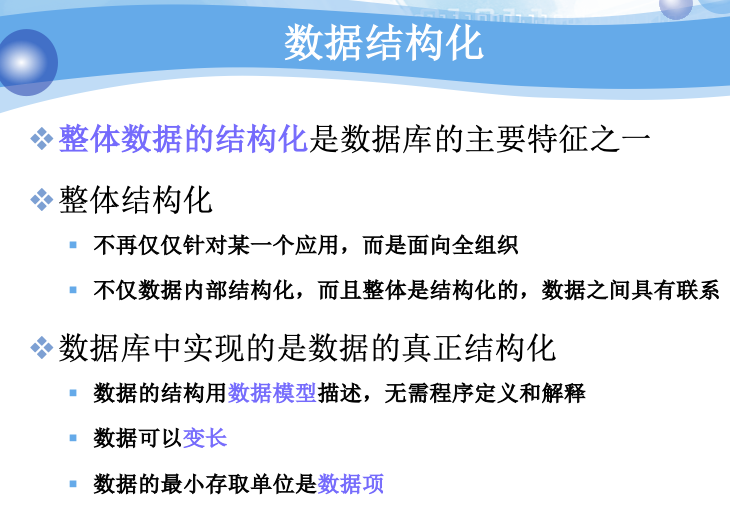 数据结构化
整体数据的结构化是数据库的主要特征之一
整体结构化
不再仅仅针对某一个应用，而是面向全组织
不仅数据内部结构化，而且整体是结构化的，数据之间具有联系
数据库中实现的是数据的真正结构化
数据的结构用数据模型描述，无需程序定义和解释
数据可以变长
数据的最小存取单位是数据项